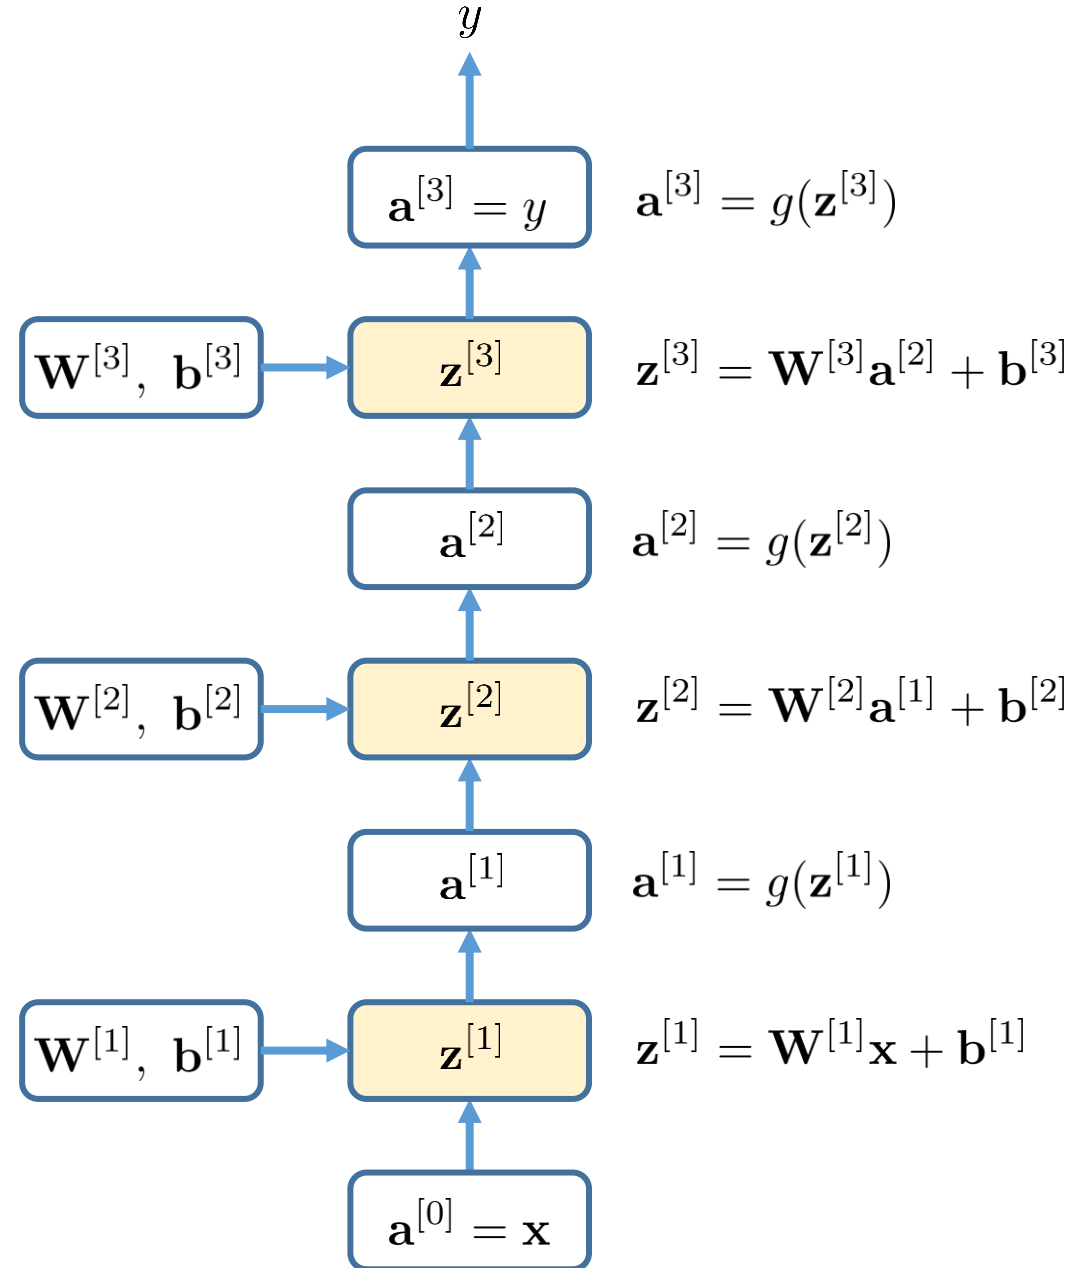 y
a^[3] = y a^[3] = g(z^[3])
W^[3], b^[3] z^[3] z^[3] = W^[3]a^[2] + b^[3]
a^[2] a^[2] = g(z^[2])
W^[2], b^[2] z^[2] z^[2] = W^[2]a^[1] + b^[2]
a^[1] a^[1] = g(z^[1])
W^[1], b^[1] z^[1] z^[1] = W^[1]x + b^[1]
a^[0] = x